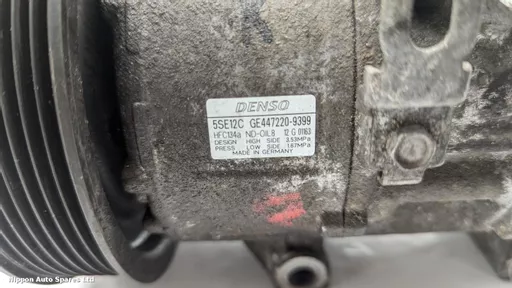 K
DENSO
5SE12C GE447220-9399
HFC134a ND-OIL8 12 G 0163
DESIGN HIGH SIDE 3.53MPa
PRESS LOW SIDE 1.67MPa
MADE IN GERMANY
Nippon Auto Spares Ltd